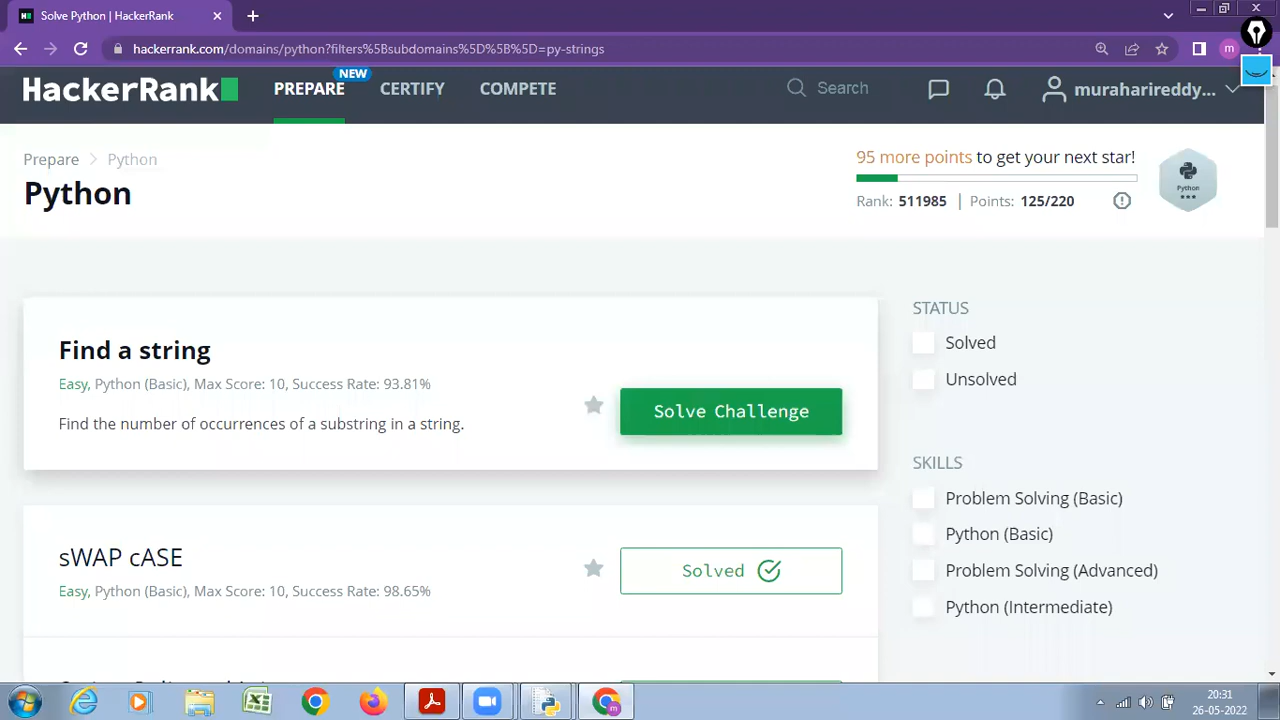 Solve Python | HackerRank
hackerrank.com/domains/python?filters%5Bsubdomains%5D%5B%5D=py-strings
m
HackerRank
PREPARE
NEW
CERTIFY
COMPETE
Search
muraharireddy...
Prepare
Python
Python
95 more points to get your next star!
Rank: 511985 | Points: 125/220
Python
Find a string
Easy, Python (Basic), Max Score: 10, Success Rate: 93.81%
Find the number of occurrences of a substring in a string.
Solve Challenge
sWAP cASE
Easy, Python (Basic), Max Score: 10, Success Rate: 98.65%
Solved
STATUS
Solved
Unsolved
SKILLS
Problem Solving (Basic)
Python (Basic)
Problem Solving (Advanced)
Python (Intermediate)
20:31
26-05-2022